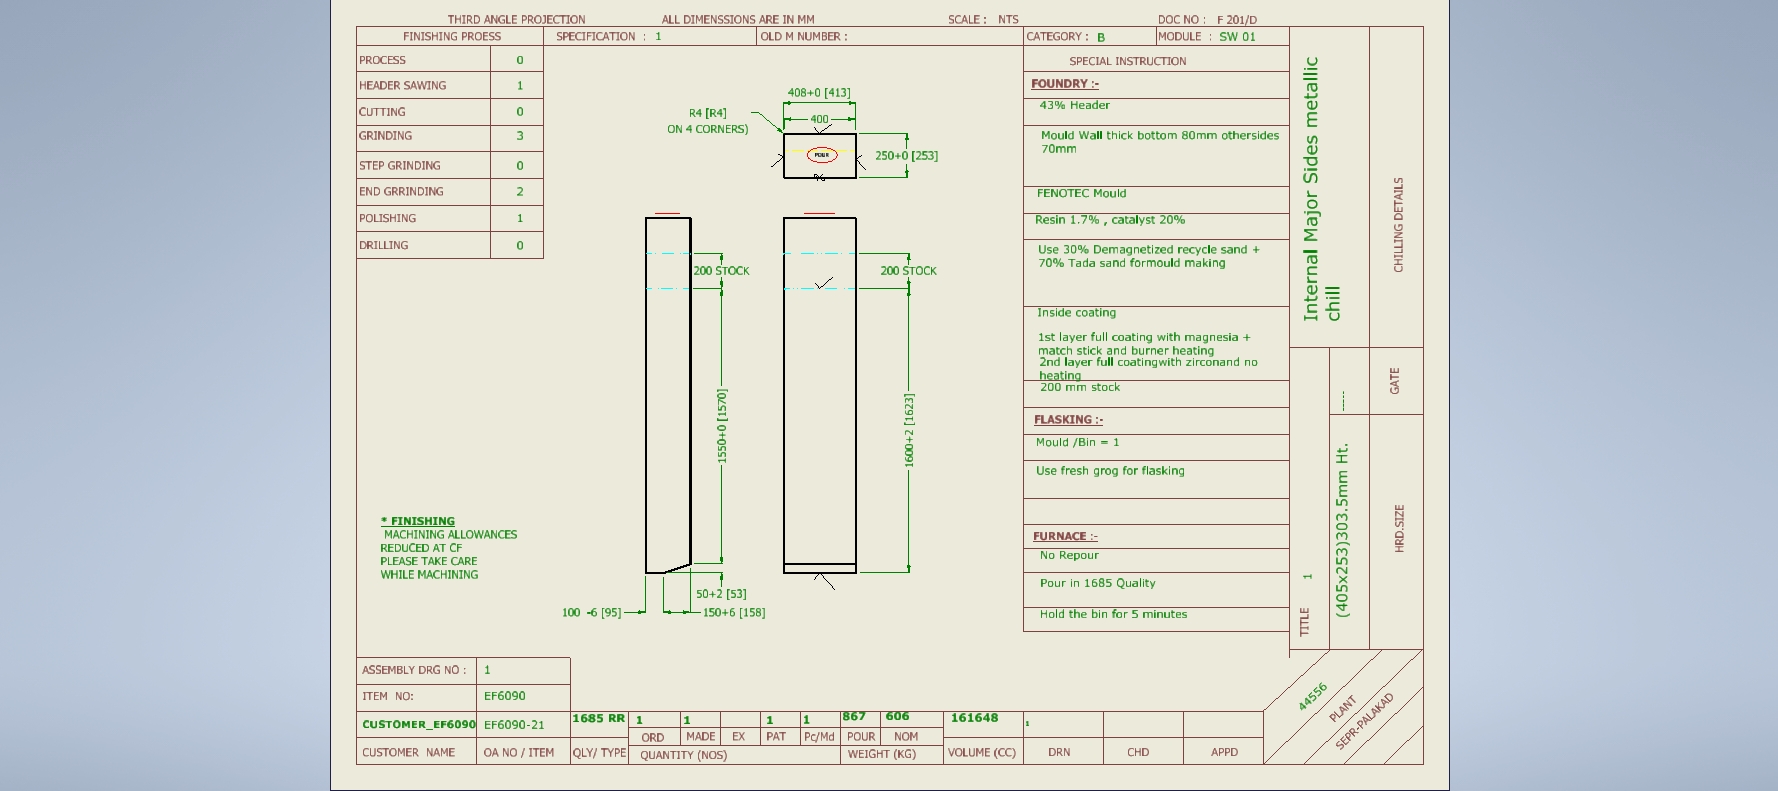 THIRD ANGLE PROJECTION ALL DIMENSSIONS ARE IN MM SCALE : NTS DOC NO : F 201/D
FINISHING PROESS SPECIFICATION : 1 OLD M NUMBER : CATEGORY : B MODULE : SW 01
PROCESS 0
HEADER SAWING 1
CUTTING 0
GRINDING 3
STEP GRINDING 0
END GRRINDING 2
POLISHING 1
DRILLING 0
408+0 [413]
400
R4 [R4]
ON 4 CORNERS)
POUR
250+0 [253]
200 STOCK
200 STOCK
1550+0 [1570]
1600+2 [1623]
50+2 [53]
100 -6 [95]
150+6 [158]
* FINISHING
MACHINING ALLOWANCES
REDUCED AT CF
PLEASE TAKE CARE
WHILE MACHINING
SPECIAL INSTRUCTION
FOUNDRY :-
43% Header
Mould Wall thick bottom 80mm othersides
70mm
FENOTEC Mould
Resin 1.7% , catalyst 20%
Use 30% Demagnetized recycle sand +
70% Tada sand formould making
Inside coating
1st layer full coating with magnesia +
match stick and burner heating
2nd layer full coatingwith zirconand no
heating
200 mm stock
FLASKING :-
Mould /Bin = 1
Use fresh grog for flasking
FURNACE :-
No Repour
Pour in 1685 Quality
Hold the bin for 5 minutes
Internal Major Sides metallic
chill
CHILLING DETAILS
-----
GATE
TITLE 1
(405x253)303.5mm Ht.
HRD.SIZE
44556
PLANT
SEPR-PALAKAD
ASSEMBLY DRG NO : 1
ITEM NO: EF6090
CUSTOMER_EF6090 EF6090-21 1685 RR 1 1 1 1 867 606 161648 1
ORD MADE EX PAT Pc/Md POUR NOM
CUSTOMER NAME OA NO / ITEM QLY/ TYPE QUANTITY (NOS) WEIGHT (KG) VOLUME (CC) DRN CHD APPD